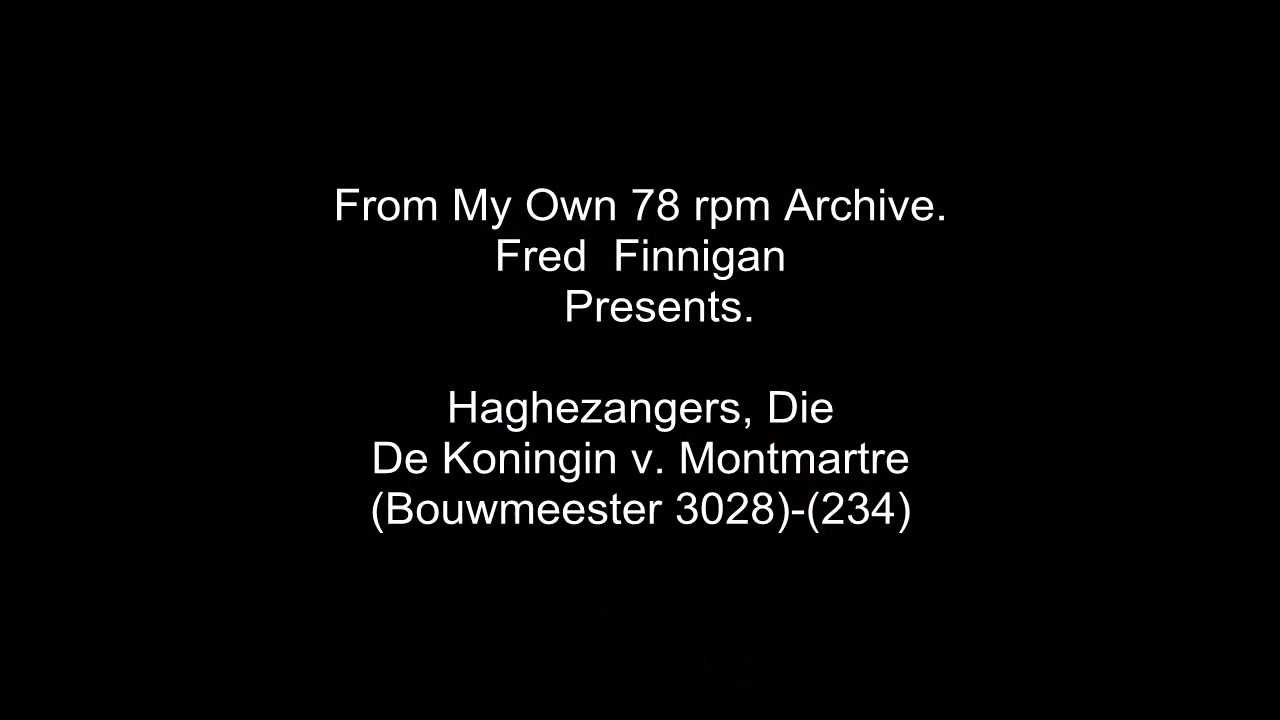 From My Own 78 rpm Archive.
Fred  Finnigan
Presents.
Haghezangers, Die
De Koningin v. Montmartre
(Bouwmeester 3028)-(234)